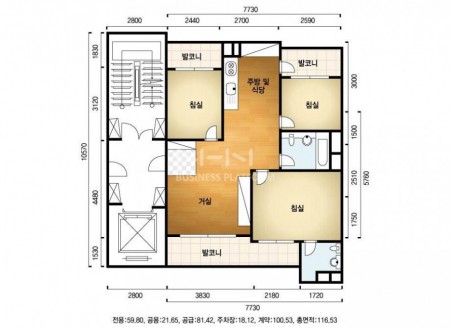 7730
2800 2440 2700 2590
1830 3120 10570 4480 1530
발코니
발코니
주방 및
식당
침실
침실
3000 1500 2510 5760 1750
BUSINESS PLATFORM
거실
침실
발코니
2800 3830 2180 1720
7730
전용:59.80, 공용:21.65, 공급:81.42, 주차장:18.12, 계약:100.53, 총면적:116.53